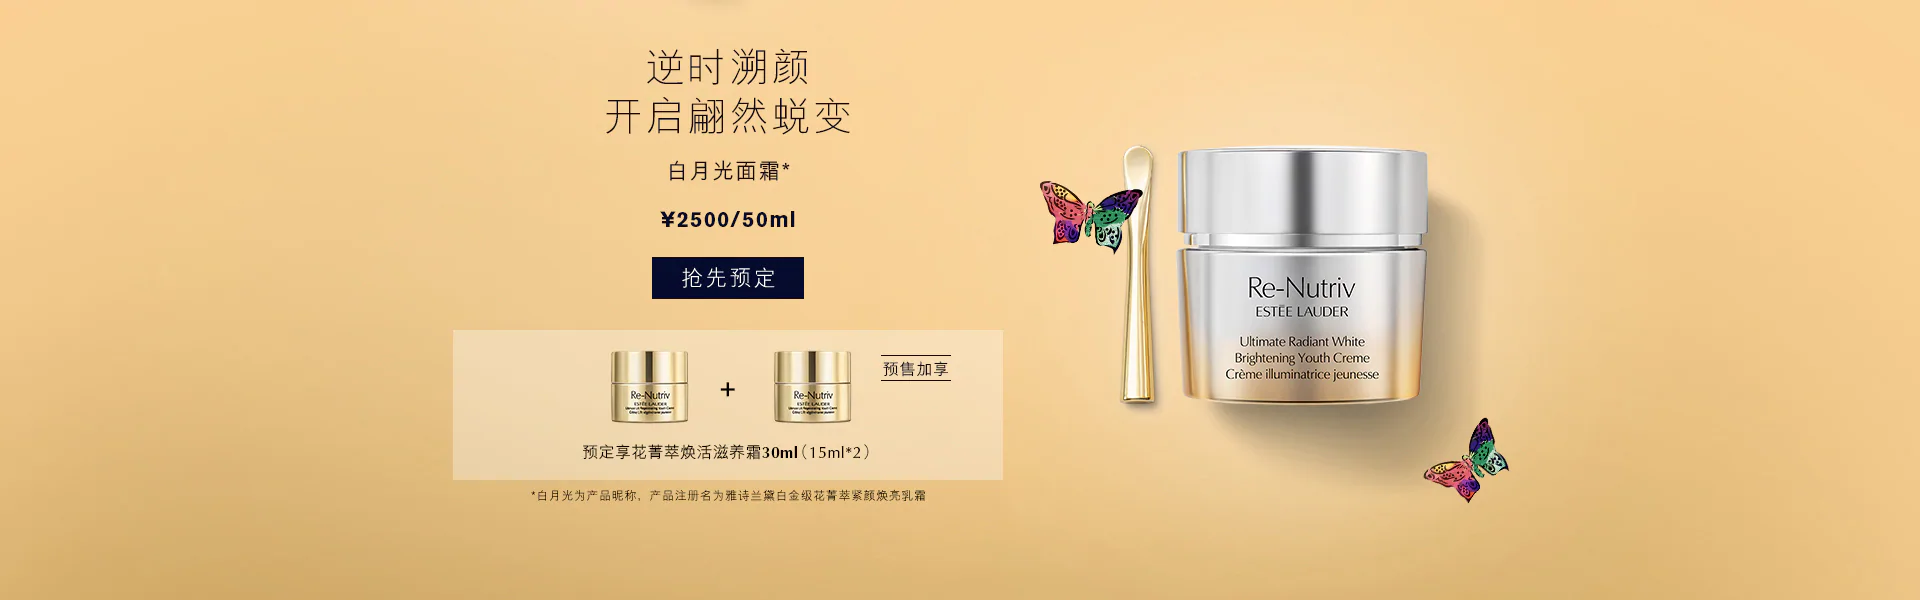 逆时溯颜
开启翩然蜕变
白月光面霜*
¥2500/50ml
抢先预定
预售加享
Re-Nutriv
ESTĒE LAUDER
+
Re-Nutriv
ESTĒE LAUDER
预定享花菁萃焕活滋养霜30ml（15ml*2）
*白月光为产品昵称，产品注册名为雅诗兰黛白金级花菁萃紧颜焕亮乳霜
Re-Nutriv
ESTĒE LAUDER
Ultimate Radiant White
Brightening Youth Creme
Crème illuminatrice jeunesse